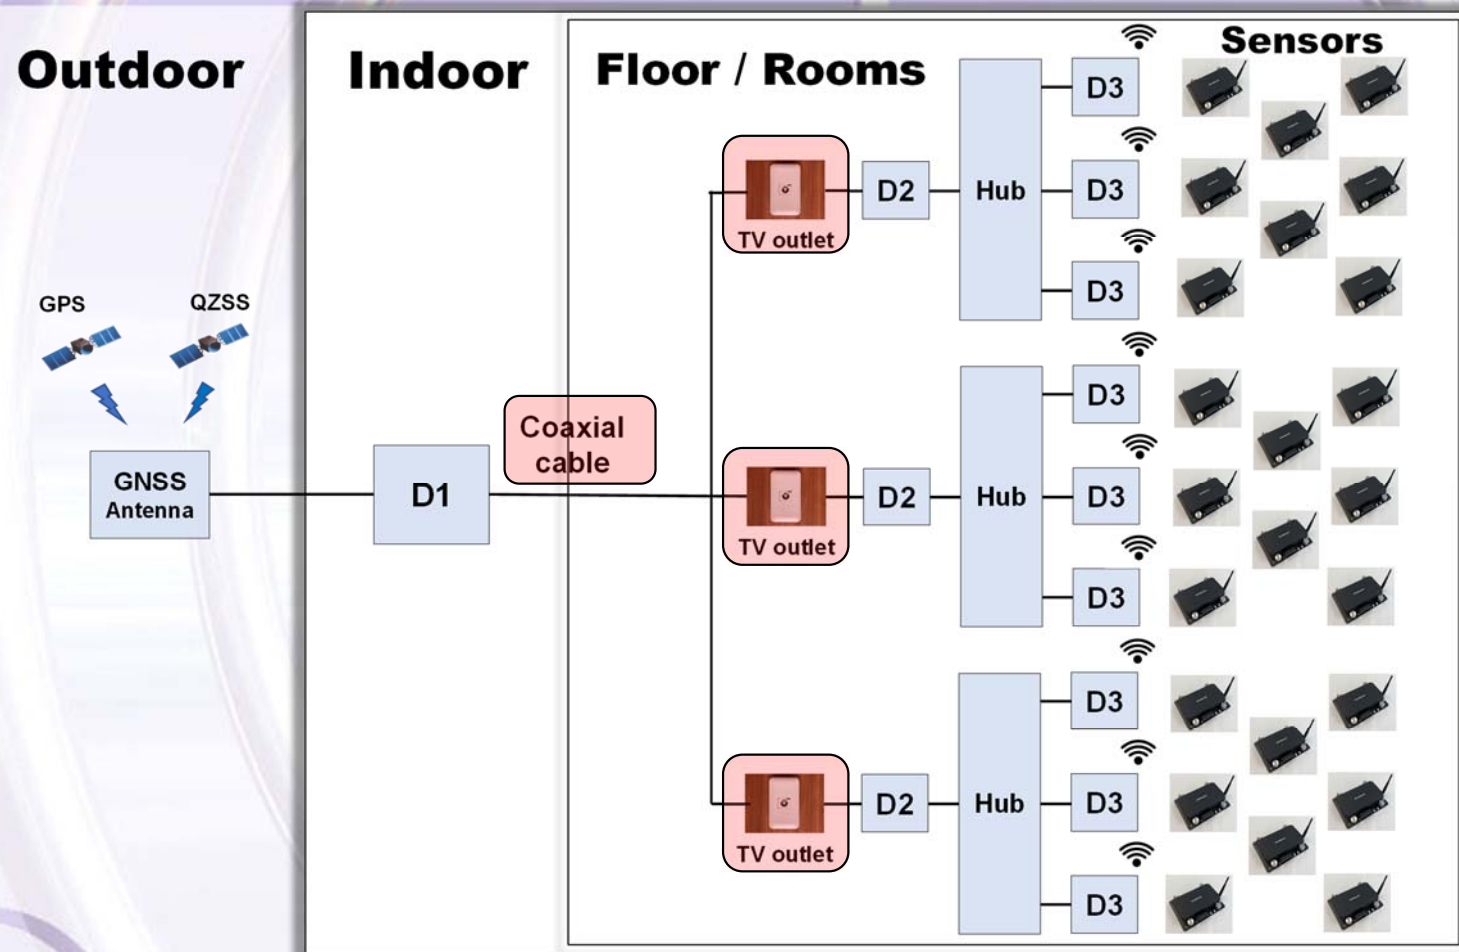 Outdoor
Indoor
Floor / Rooms
Sensors
GPS
QZSS
GNSS
Antenna
D1
Coaxial
cable
TV outlet
D2
Hub
D3
D3
D3
TV outlet
D2
Hub
D3
D3
D3
TV outlet
D2
Hub
D3
D3
D3